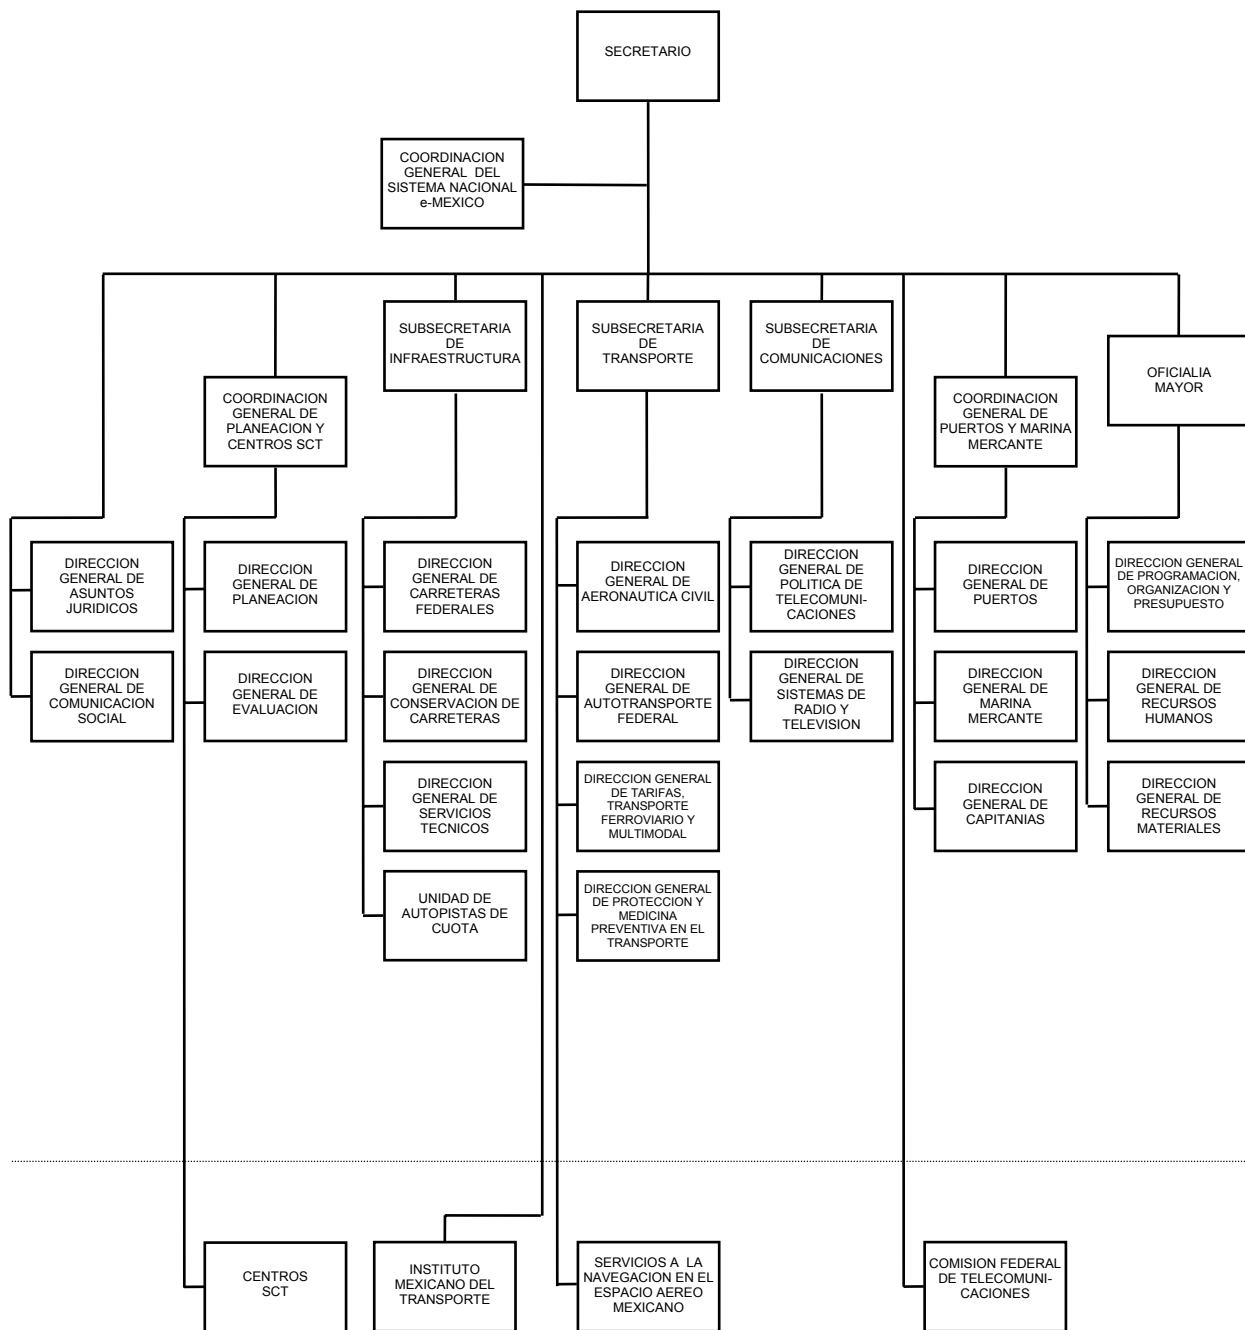 SECRETARIO
COORDINACION
GENERAL DEL
SISTEMA NACIONAL
e-MEXICO
SUBSECRETARIA
DE
INFRAESTRUCTURA
SUBSECRETARIA
DE
TRANSPORTE
SUBSECRETARIA
DE
COMUNICACIONES
OFICIALIA
MAYOR
COORDINACION
GENERAL DE
PLANEACION Y
CENTROS SCT
COORDINACION
GENERAL DE
PUERTOS Y MARINA
MERCANTE
DIRECCION
GENERAL DE
ASUNTOS
JURIDICOS
DIRECCION
GENERAL DE
PLANEACION
DIRECCION
GENERAL DE
CARRETERAS
FEDERALES
DIRECCION
GENERAL DE
AERONAUTICA CIVIL
DIRECCION
GENERAL DE
POLITICA DE
TELECOMUNI-
CACIONES
DIRECCION
GENERAL DE
PUERTOS
DIRECCION GENERAL
DE PROGRAMACION,
ORGANIZACION Y
PRESUPUESTO
DIRECCION
GENERAL DE
COMUNICACION
SOCIAL
DIRECCION
GENERAL DE
EVALUACION
DIRECCION
GENERAL DE
CONSERVACION DE
CARRETERAS
DIRECCION
GENERAL DE
AUTOTRANSPORTE
FEDERAL
DIRECCION
GENERAL DE
SISTEMAS DE
RADIO Y
TELEVISION
DIRECCION
GENERAL DE
MARINA
MERCANTE
DIRECCION
GENERAL DE
RECURSOS
HUMANOS
DIRECCION
GENERAL DE
SERVICIOS
TECNICOS
DIRECCION GENERAL
DE TARIFAS,
TRANSPORTE
FERROVIARIO Y
MULTIMODAL
DIRECCION
GENERAL DE
CAPITANIAS
DIRECCION
GENERAL DE
RECURSOS
MATERIALES
UNIDAD DE
AUTOPISTAS DE
CUOTA
DIRECCION GENERAL
DE PROTECCION Y
MEDICINA
PREVENTIVA EN EL
TRANSPORTE
CENTROS
SCT
INSTITUTO
MEXICANO DEL
TRANSPORTE
SERVICIOS A LA
NAVEGACION EN EL
ESPACIO AEREO
MEXICANO
COMISION FEDERAL
DE TELECOMUNI-
CACIONES